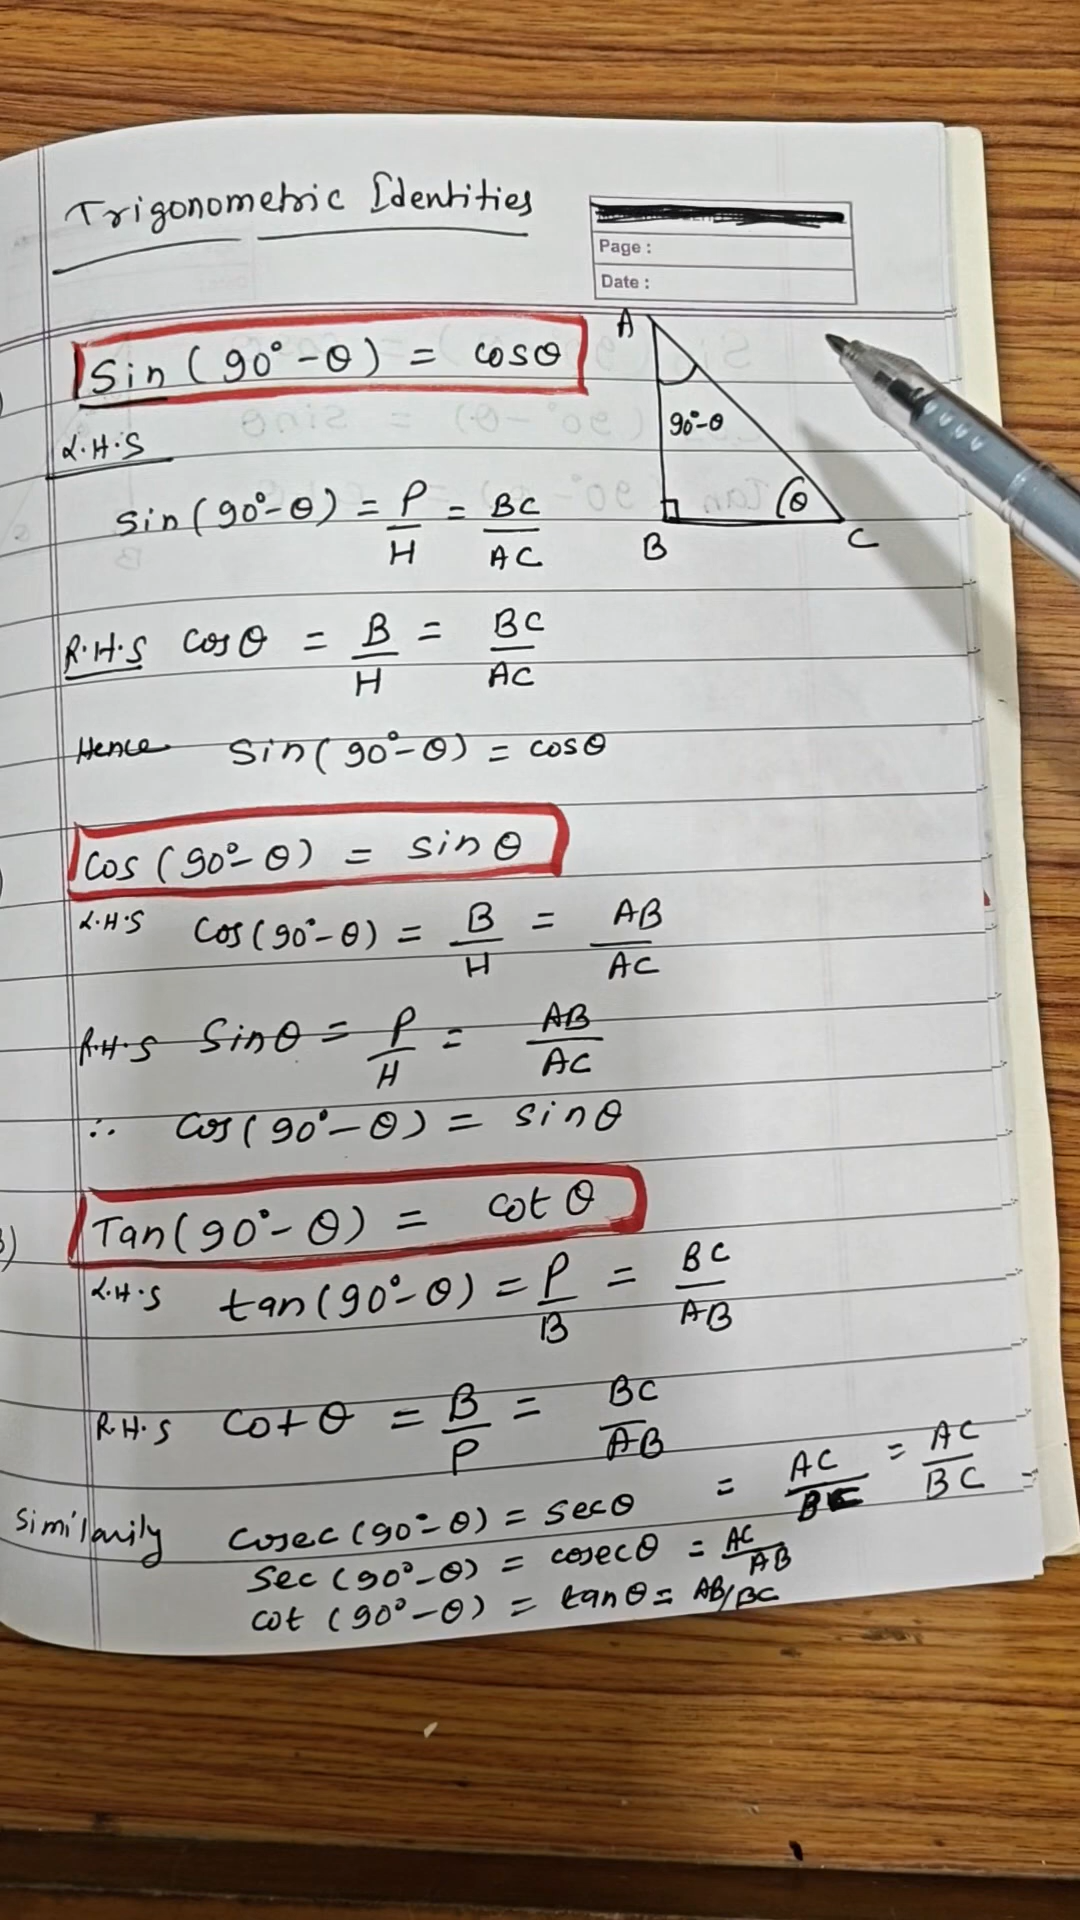 Trigonometric Identities
Page :
Date :
Sin (90° - θ) = cosθ
A
90°-θ
θ
B
C
L.H.S
sin (90°-θ) = P/H = BC/AC
R.H.S cosθ = B/H = BC/AC
Hence Sin (90°-θ) = cosθ
Cos (90°-θ) = sinθ
L.H.S Cos (90°-θ) = B/H = AB/AC
R.H.S Sinθ = P/H = AB/AC
∴ Cos (90°-θ) = sinθ
3)
Tan (90°-θ) = cot θ
L.H.S tan (90°-θ) = P/B = BC/AB
R.H.S Cot θ = B/P = BC/AB
Similarily Cosec (90°-θ) = secθ = AC/BC = AC/BC
Sec (90°-θ) = cosecθ = AC/AB
cot (90°-θ) = tanθ = AB/BC